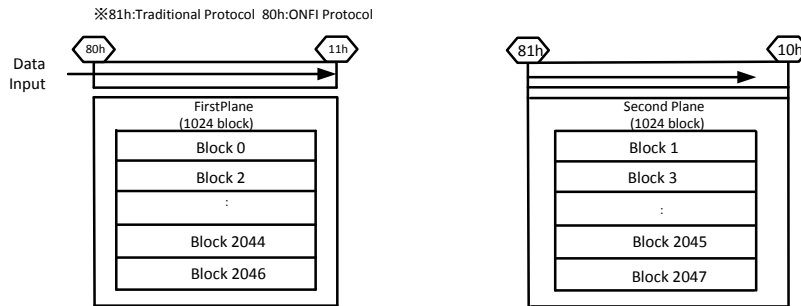 ※81h:Traditional Protocol 80h:ONFI Protocol
80h
11h
Data
Input
FirstPlane
(1024 block)
Block 0
Block 2
:
Block 2044
Block 2046
81h
10h
Second Plane
(1024 block)
Block 1
Block 3
:
Block 2045
Block 2047